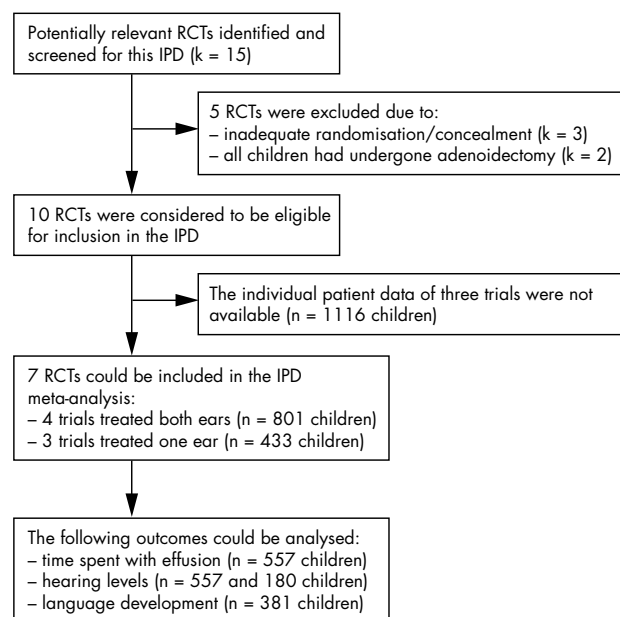 Potentially relevant RCTs identified and
screened for this IPD (k = 15)
5 RCTs were excluded due to:
– inadequate randomisation/concealment (k = 3)
– all children had undergone adenoidectomy (k = 2)
10 RCTs were considered to be eligible
for inclusion in the IPD
The individual patient data of three trials were not
available (n = 1116 children)
7 RCTs could be included in the IPD
meta-analysis:
– 4 trials treated both ears (n = 801 children)
– 3 trials treated one ear (n = 433 children)
The following outcomes could be analysed:
– time spent with effusion (n = 557 children)
– hearing levels (n = 557 and 180 children)
– language development (n = 381 children)